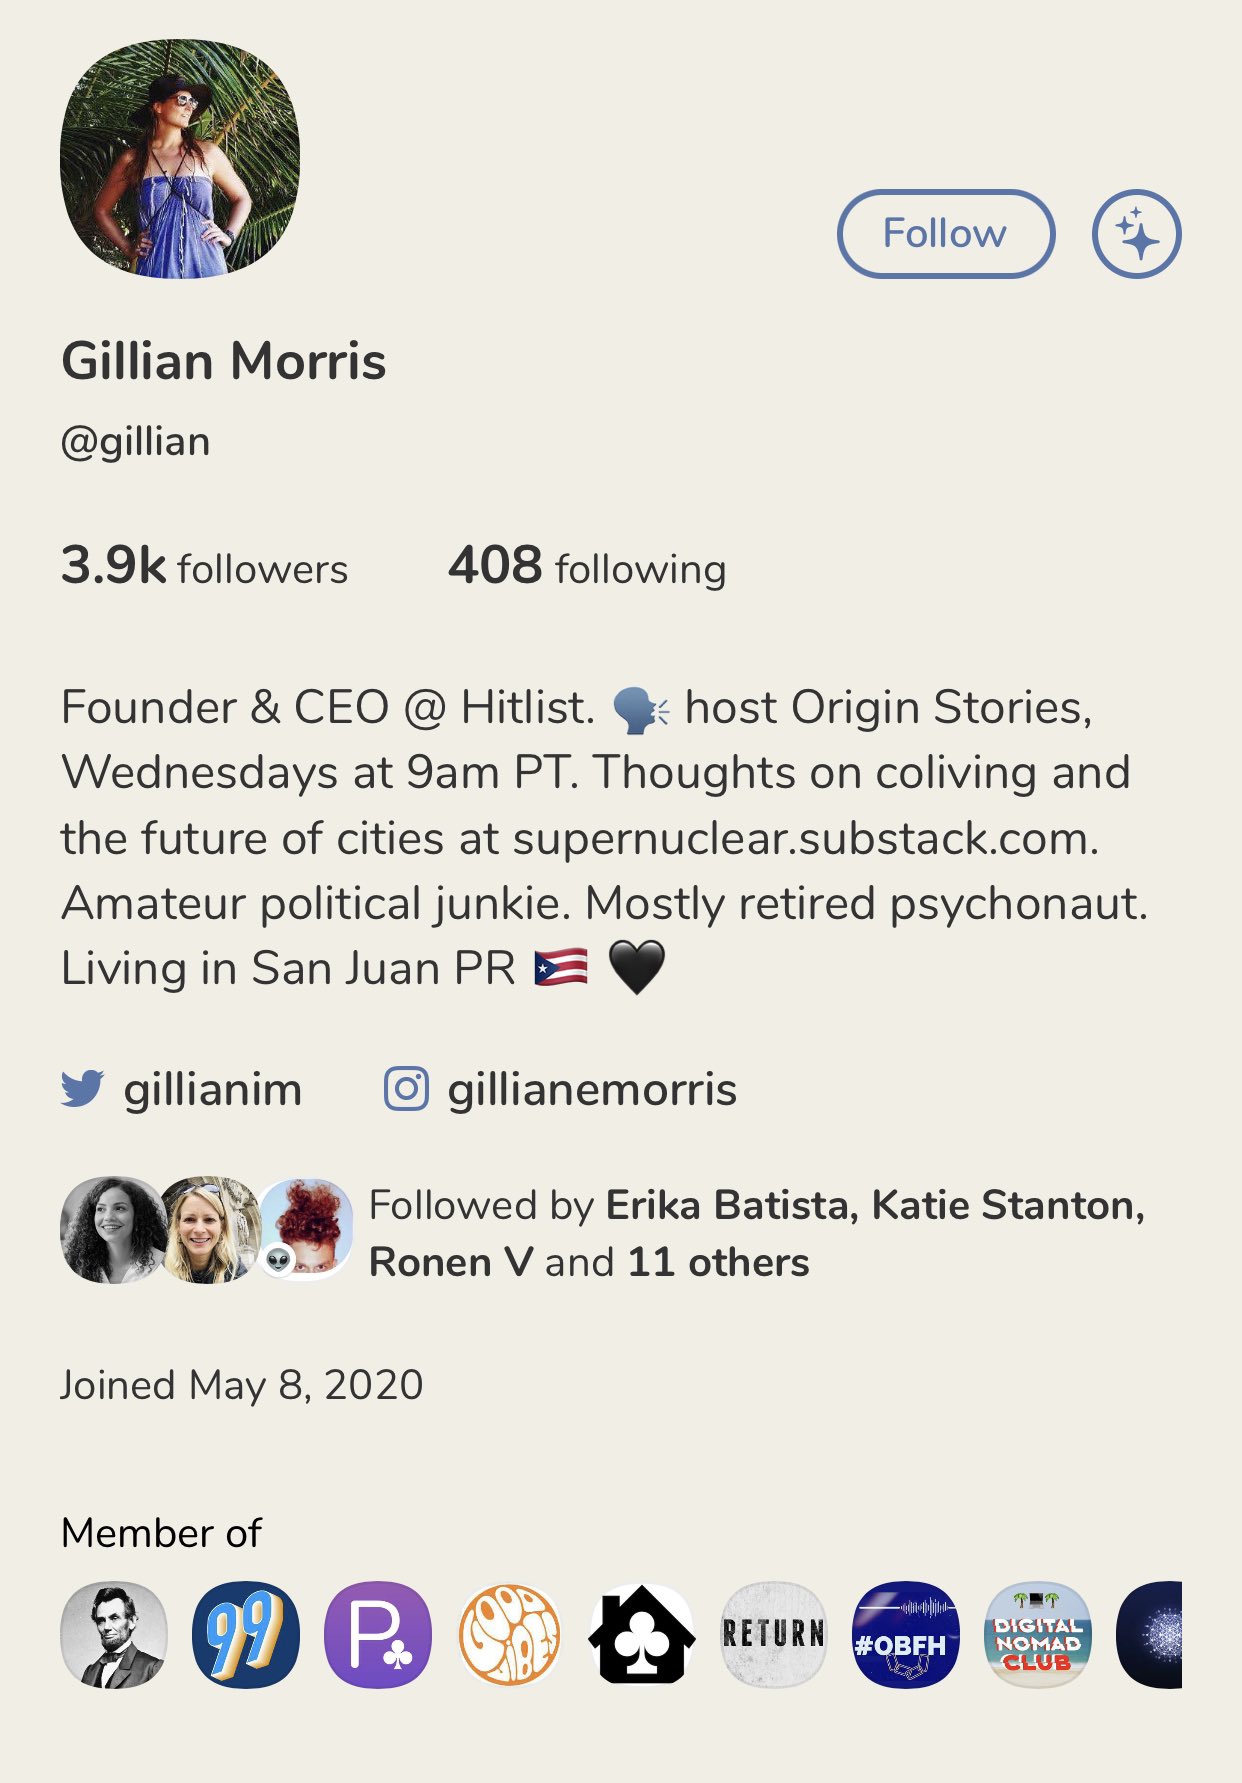 Follow
Gillian Morris
@gillian
3.9k followers 408 following
Founder & CEO @ Hitlist. 🗣 host Origin Stories,
Wednesdays at 9am PT. Thoughts on coliving and
the future of cities at supernuclear.substack.com.
Amateur political junkie. Mostly retired psychonaut.
Living in San Juan PR 🇵🇷 🖤
gillianim gillianemorris
Followed by Erika Batista, Katie Stanton,
Ronen V and 11 others
Joined May 8, 2020
Member of
99
P
GOOD VIBES
RETURN
#OBFH
DIGITAL
NOMAD
CLUB